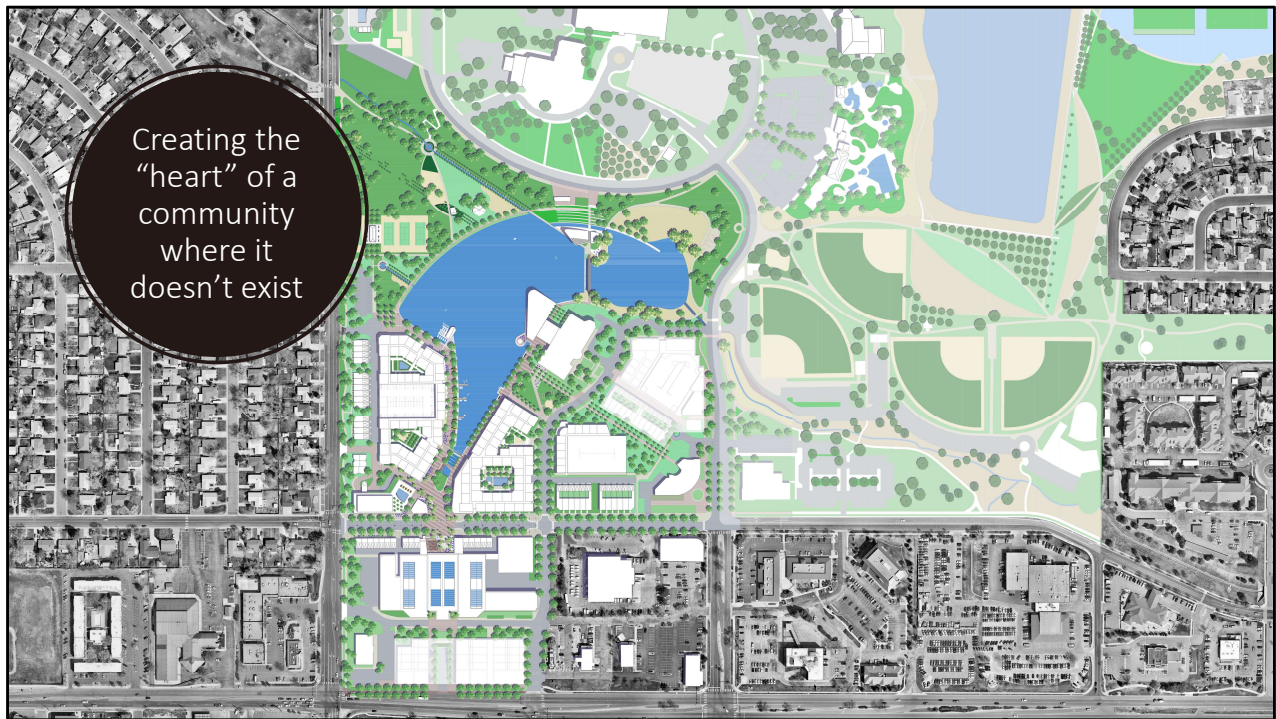 Creating the
“heart” of a
community
where it
doesn’t exist